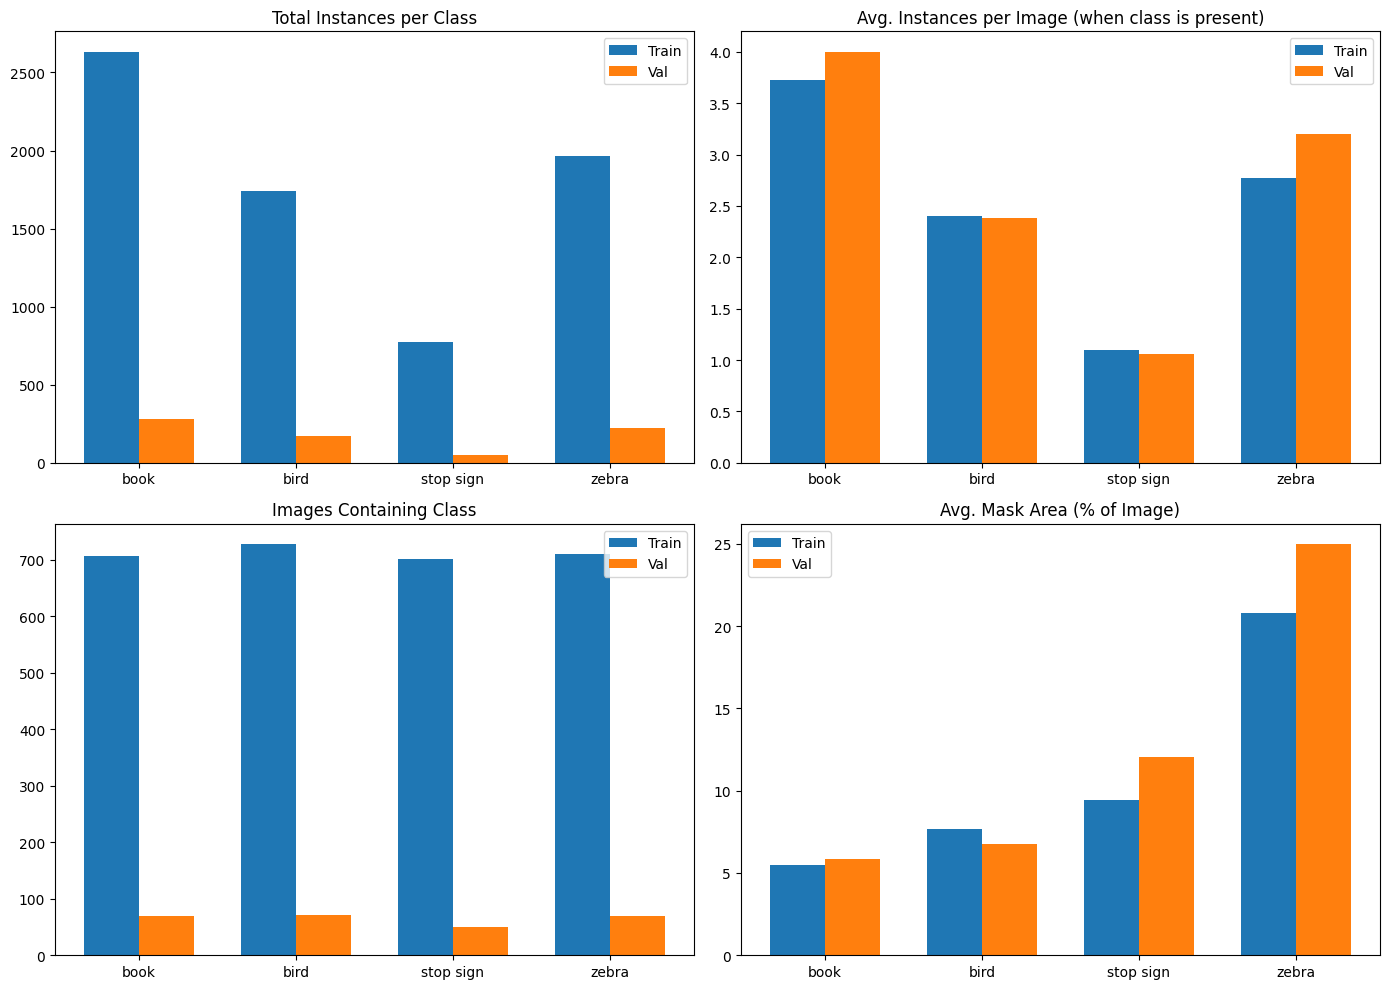 Total Instances per Class
Train
Val
2500
2000
1500
1000
500
0
book bird stop sign zebra
Avg. Instances per Image (when class is present)
Train
Val
4.0
3.5
3.0
2.5
2.0
1.5
1.0
0.5
0.0
book bird stop sign zebra
Images Containing Class
Train
Val
700
600
500
400
300
200
100
0
book bird stop sign zebra
Avg. Mask Area (% of Image)
Train
Val
25
20
15
10
5
0
book bird stop sign zebra